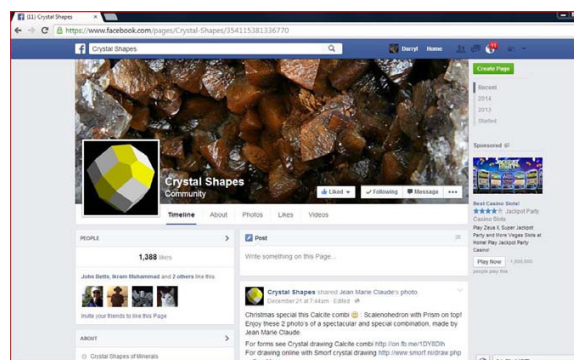 (11) Crystal Shapes
https://www.facebook.com/pages/Crystal-Shapes/354115381336770
Crystal Shapes
Darryl Home
Create Page
Recent
2014
2013
Started
Crystal Shapes
Community
Liked
Following
Message
Timeline About Photos Likes Videos
PEOPLE
1,388 likes
John Betts, Ikram Muhammad and 2 others like this.
Invite your friends to like this Page
ABOUT
Crystal Shapes of Minerals
Post
Write something on this Page...
Crystal Shapes shared Jean Marie Claude's photo.
December 21 at 7:44am · Edited
Christmas special this Calcite combi : Scalenohedron with Prism on top!
Enjoy these 2 photo's of a spectacular and special combination, made by
Jean Marie Claude.
For forms see Crystal drawing Calcite combi http://on.fb.me/1DY8Dlh
For drawing online with Smorf crystal drawing http://www.smorf.nl/draw.php
Sponsored
Best Casino Slots!
Jackpot Party
Casino Slots
Play Zeus II, Super Jackpot
Party and More Vegas Slots at
Home! Play Jackpot Party
Casino!
Play Now
people play this